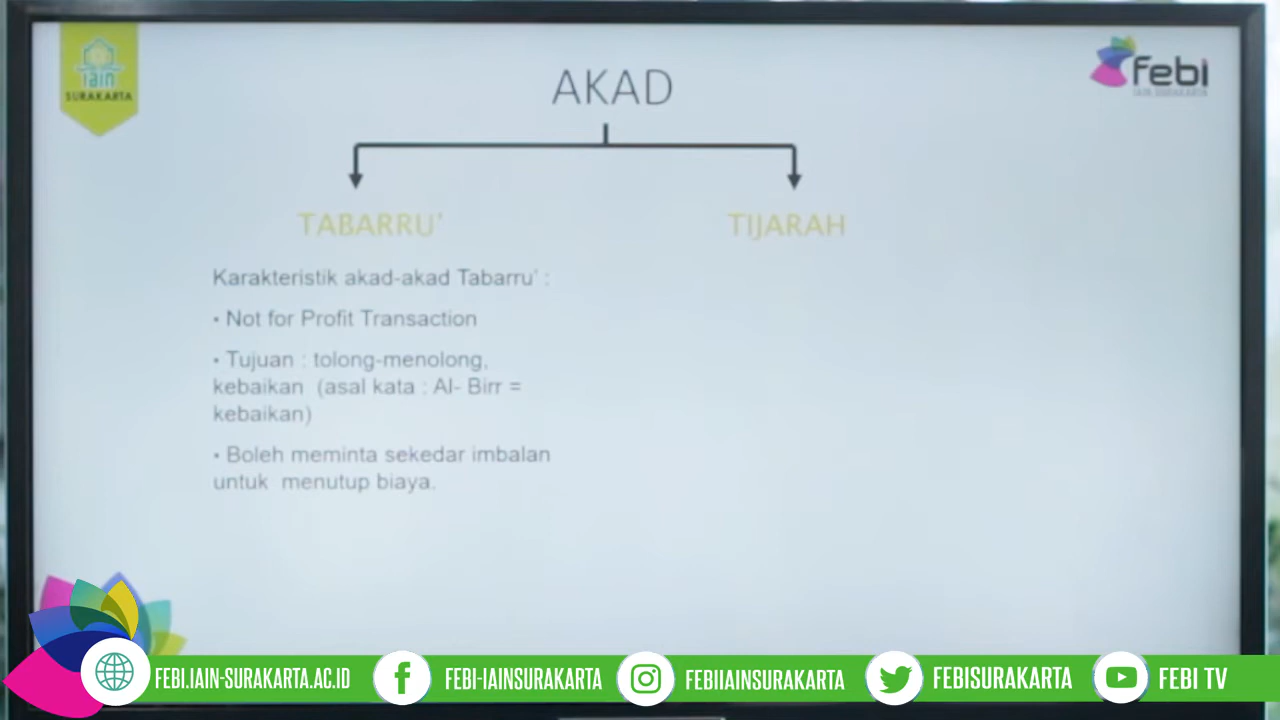 iain
SURAKARTA
febi
IAIN SURAKARTA
AKAD
TABARRU'
TIJARAH
Karakteristik akad-akad Tabarru' :
• Not for Profit Transaction
• Tujuan : tolong-menolong,
kebaikan (asal kata : Al- Birr =
kebaikan)
• Boleh meminta sekedar imbalan
untuk menutup biaya.
FEBI.IAIN-SURAKARTA.AC.ID
FEBI-IAINSURAKARTA
FEBIIAINSURAKARTA
FEBISURAKARTA
FEBI TV